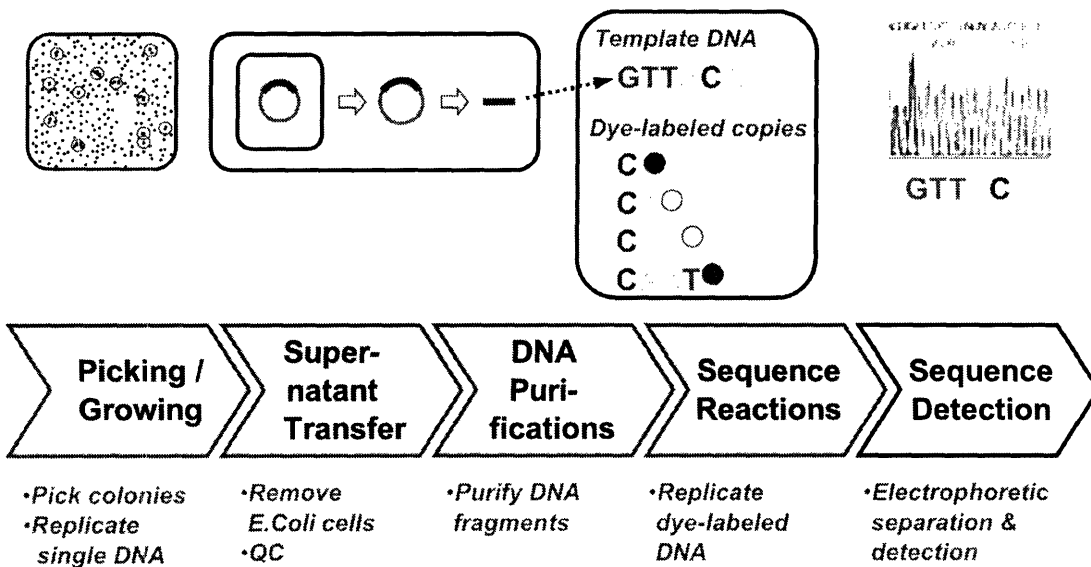 Template DNA
GTT C
Dye-labeled copies
C
C
C
C T
GTT C
Picking /
Growing
Super-
natant
Transfer
DNA
Puri-
fications
Sequence
Reactions
Sequence
Detection
•Pick colonies
•Replicate
single DNA
•Remove
E.Coli cells
•QC
•Purify DNA
fragments
•Replicate
dye-labeled
DNA
•Electrophoretic
separation &
detection